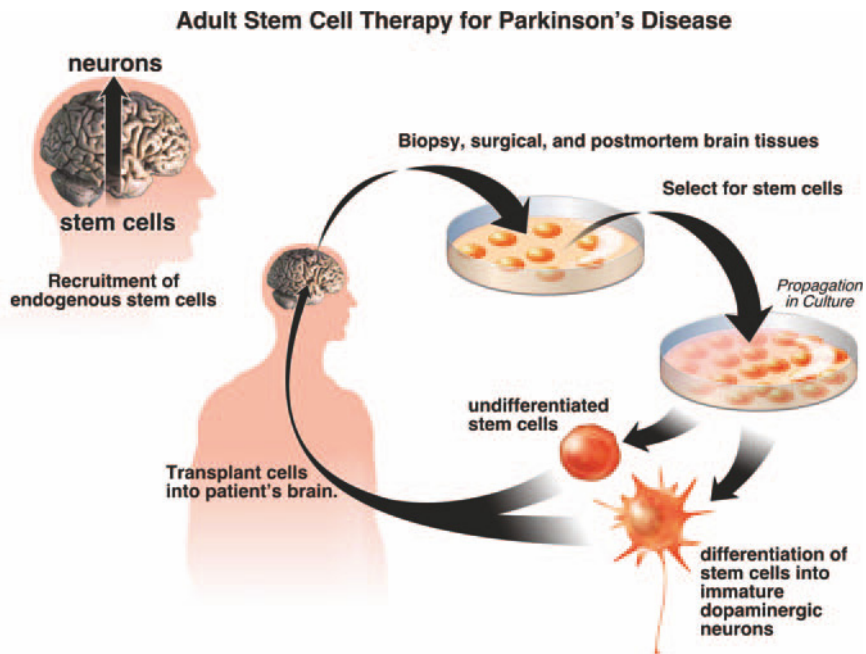 Adult Stem Cell Therapy for Parkinson's Disease
neurons
stem cells
Recruitment of
endogenous stem cells
Biopsy, surgical, and postmortem brain tissues
Select for stem cells
Propagation
in Culture
undifferentiated
stem cells
Transplant cells
into patient's brain.
differentiation of
stem cells into
immature
dopaminergic
neurons